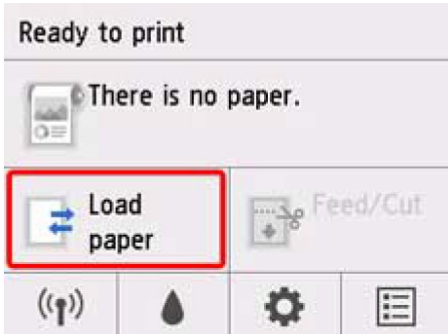 Ready to print
There is no paper.
Load
paper
Feed/Cut